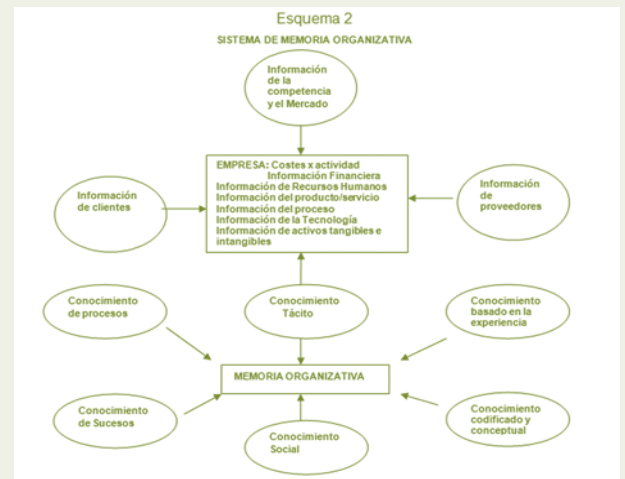 Esquema 2
SISTEMA DE MEMORIA ORGANIZATIVA
Información
de la
competencia
y el Mercado
EMPRESA: Costes x actividad
Información Financiera
Información de Recursos Humanos
Información del producto/servicio
Información del proceso
Información de la Tecnología
Información de activos tangibles e
intangibles
Información
de clientes
Información
de
proveedores
Conocimiento
de procesos
Conocimiento
Tácito
Conocimiento
basado en la
experiencia
MEMORIA ORGANIZATIVA
Conocimiento
de Sucesos
Conocimiento
Social
Conocimiento
codificado y
conceptual